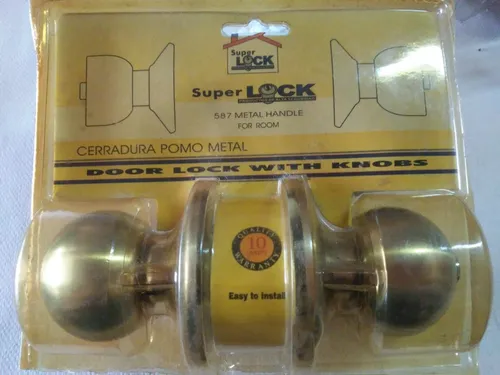 Super
LOCK
Super LOCK
587 METAL HANDLE
FOR ROOM
CERRADURA POMO METAL
DOOR LOCK WITH KNOBS
QUALITY
10
WARRANTY
Easy to install